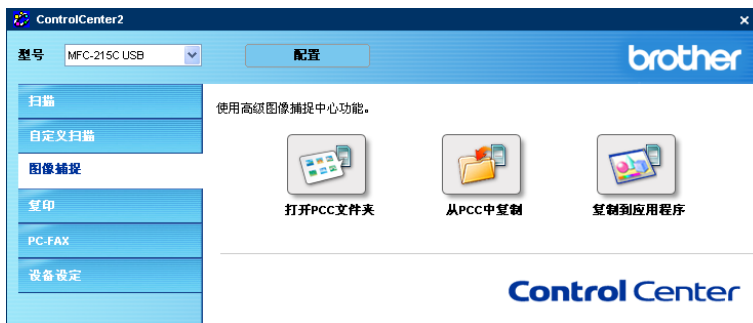 ControlCenter2
型号 MFC-215C USB 配置 brother
扫描
自定义扫描
图像捕捉
复印
PC-FAX
设备设定
使用高级图像捕捉中心功能。
打开PCC文件夹 从PCC中复制 复制到应用程序
Control Center